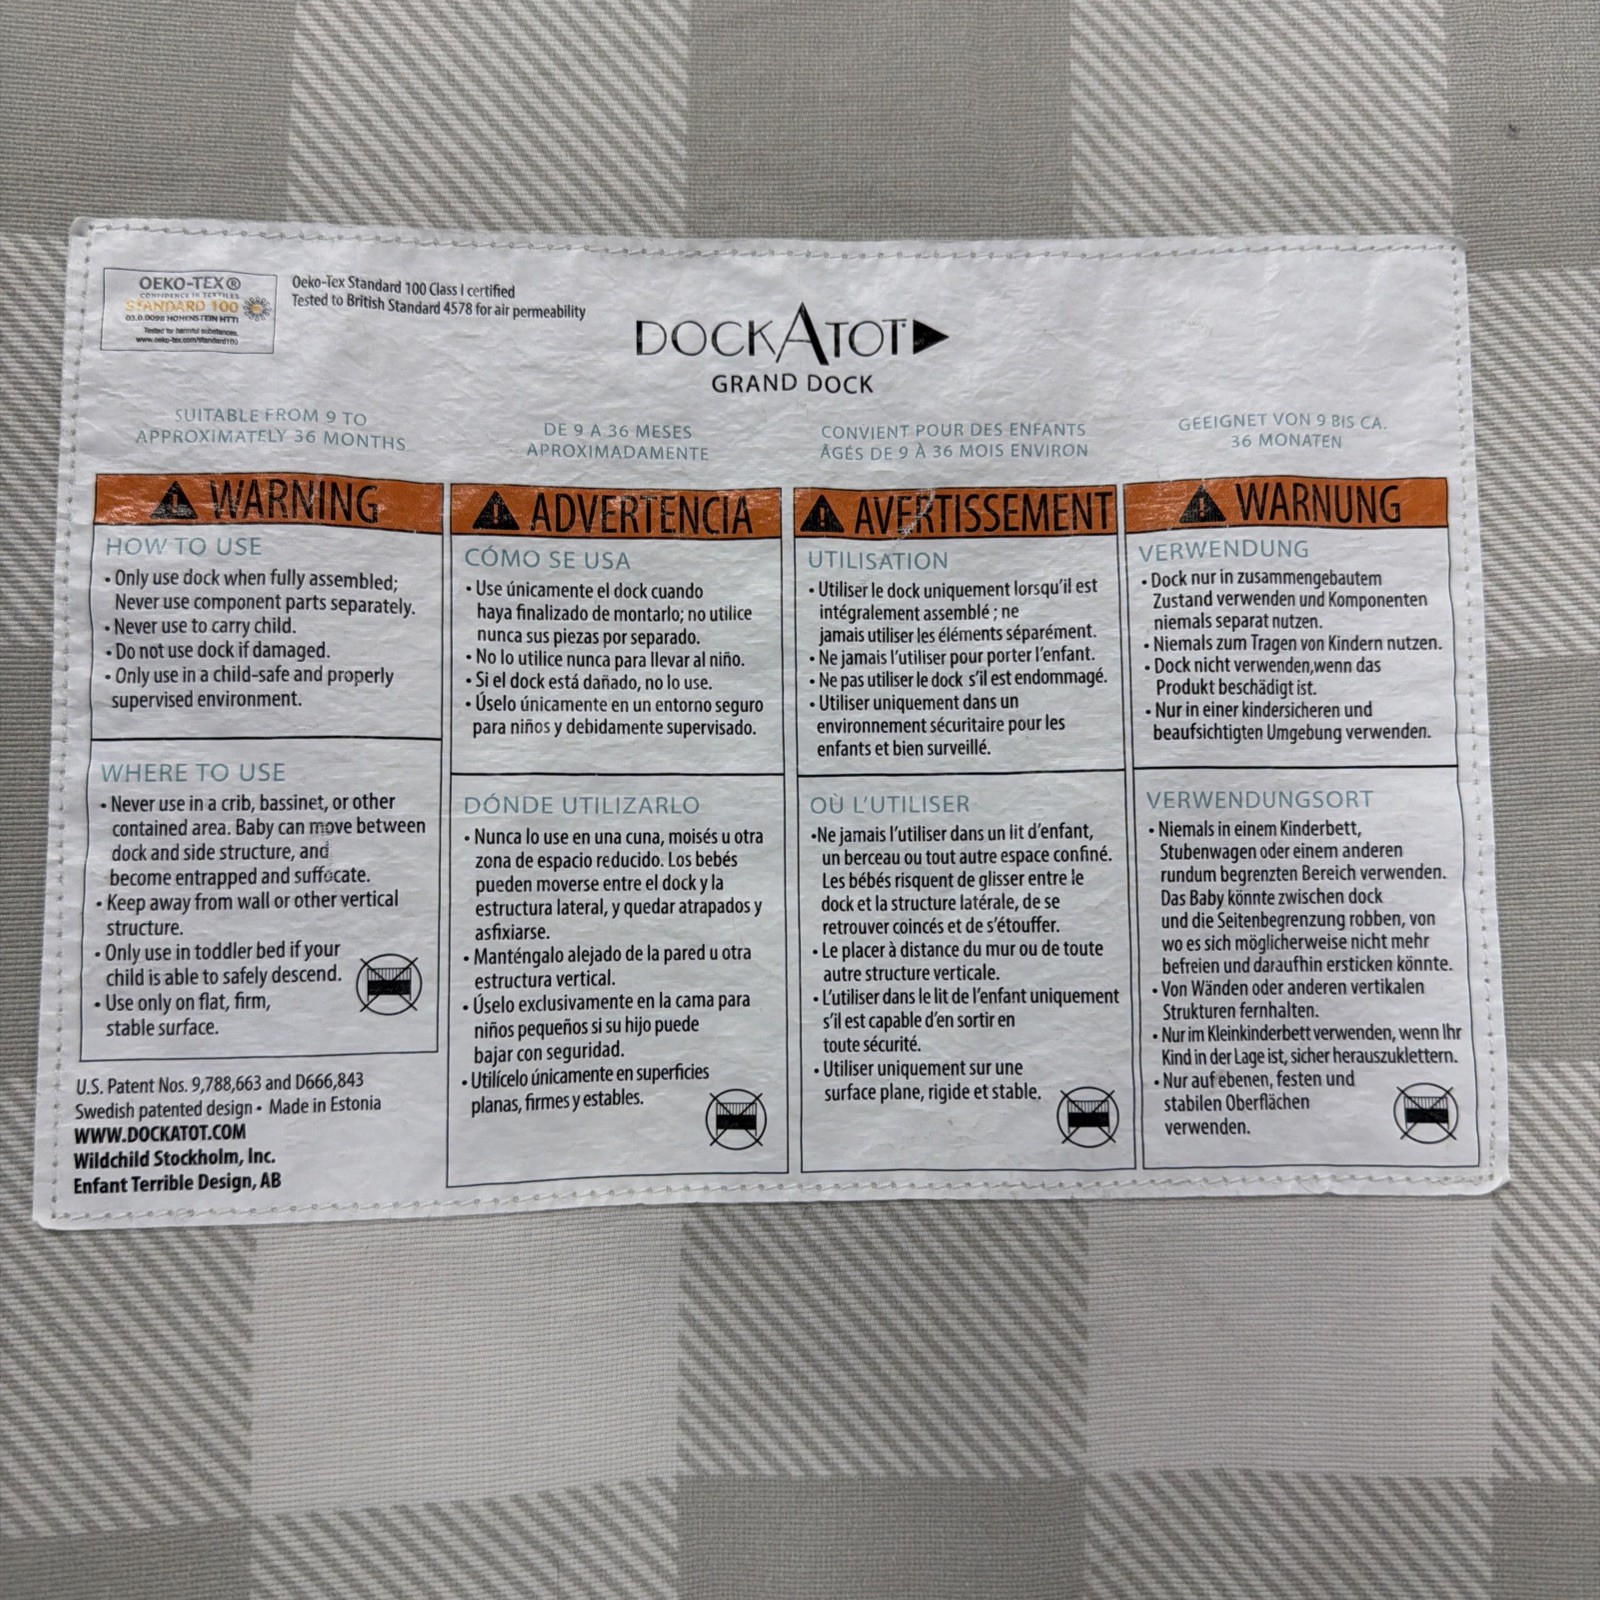 OEKO-TEX®
CONFIDENCE IN TEXTILES
STANDARD 100
03.0.0098 HOHENSTEIN HTTI
Tested for harmful substances.
www.oeko-tex.com/standard100
Oeko-Tex Standard 100 Class I certified
Tested to British Standard 4578 for air permeability
DOCKATOT
GRAND DOCK
SUITABLE FROM 9 TO
APPROXIMATELY 36 MONTHS
WARNING
HOW TO USE
• Only use dock when fully assembled;
Never use component parts separately.
• Never use to carry child.
• Do not use dock if damaged.
• Only use in a child-safe and properly
supervised environment.
WHERE TO USE
• Never use in a crib, bassinet, or other
contained area. Baby can move between
dock and side structure, and
become entrapped and suffocate.
• Keep away from wall or other vertical
structure.
• Only use in toddler bed if your
child is able to safely descend.
• Use only on flat, firm,
stable surface.
U.S. Patent Nos. 9,788,663 and D666,843
Swedish patented design • Made in Estonia
WWW.DOCKATOT.COM
Wildchild Stockholm, Inc.
Enfant Terrible Design, AB
DE 9 A 36 MESES
APROXIMADAMENTE
ADVERTENCIA
CÓMO SE USA
• Use únicamente el dock cuando
haya finalizado de montarlo; no utilice
nunca sus piezas por separado.
• No lo utilice nunca para llevar al niño.
• Si el dock está dañado, no lo use.
• Úselo únicamente en un entorno seguro
para niños y debidamente supervisado.
DÓNDE UTILIZARLO
• Nunca lo use en una cuna, moisés u otra
zona de espacio reducido. Los bebés
pueden moverse entre el dock y la
estructura lateral, y quedar atrapados y
asfixiarse.
• Manténgalo alejado de la pared u otra
estructura vertical.
• Úselo exclusivamente en la cama para
niños pequeños si su hijo puede
bajar con seguridad.
• Utilícelo únicamente en superficies
planas, firmes y estables.
CONVIENT POUR DES ENFANTS
ÂGÉS DE 9 À 36 MOIS ENVIRON
AVERTISSEMENT
UTILISATION
• Utiliser le dock uniquement lorsqu'il est
intégralement assemblé ; ne
jamais utiliser les éléments séparément.
• Ne jamais l'utiliser pour porter l'enfant.
• Ne pas utiliser le dock s'il est endommagé.
• Utiliser uniquement dans un
environnement sécuritaire pour les
enfants et bien surveillé.
OÙ L'UTILISER
•Ne jamais l'utiliser dans un lit d'enfant,
un berceau ou tout autre espace confiné.
Les bébés risquent de glisser entre le
dock et la structure latérale, de se
retrouver coincés et de s'étouffer.
• Le placer à distance du mur ou de toute
autre structure verticale.
• L'utiliser dans le lit de l'enfant uniquement
s'il est capable d'en sortir en
toute sécurité.
• Utiliser uniquement sur une
surface plane, rigide et stable.
GEEIGNET VON 9 BIS CA.
36 MONATEN
WARNUNG
VERWENDUNG
• Dock nur in zusammengebautem
Zustand verwenden und Komponenten
niemals separat nutzen.
• Niemals zum Tragen von Kindern nutzen.
• Dock nicht verwenden,wenn das
Produkt beschädigt ist.
• Nur in einer kindersicheren und
beaufsichtigten Umgebung verwenden.
VERWENDUNGSORT
• Niemals in einem Kinderbett,
Stubenwagen oder einem anderen
rundum begrenzten Bereich verwenden.
Das Baby könnte zwischen dock
und die Seitenbegrenzung robben, von
wo es sich möglicherweise nicht mehr
befreien und daraufhin ersticken könnte.
• Von Wänden oder anderen vertikalen
Strukturen fernhalten.
• Nur im Kleinkinderbett verwenden, wenn Ihr
Kind in der Lage ist, sicher herauszuklettern.
• Nur auf ebenen, festen und
stabilen Oberflächen
verwenden.